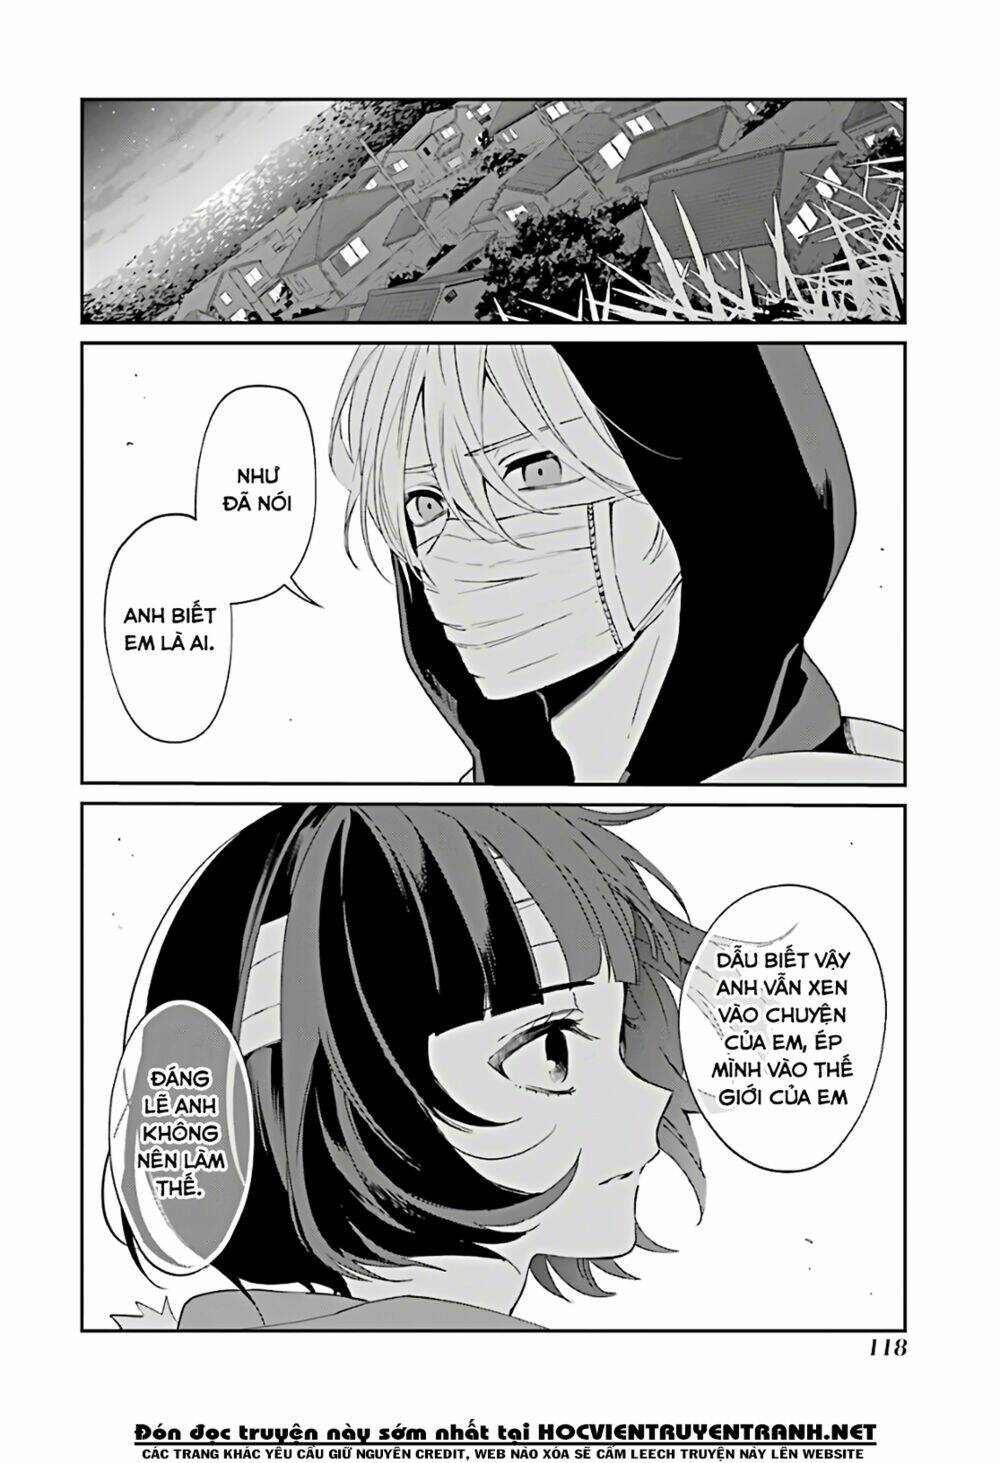 NHƯ
ĐÃ NÓI
ANH BIẾT
EM LÀ AI.
DẪU BIẾT VẬY
ANH VẪN XEN
VÀO CHUYỆN
CỦA EM, ÉP
MÌNH VÀO THẾ
GIỚI CỦA EM
ĐÁNG
LẼ ANH
KHÔNG
NÊN LÀM
THẾ.
118
Đón đọc truyện này sớm nhất tại HOCVIENTRUYENTRANH.NET
CÁC TRANG KHÁC YÊU CẦU GIỮ NGUYÊN CREDIT, WEB NÀO XÓA SẼ CẤM LEECH TRUYỆN NÀY LÊN WEBSITE